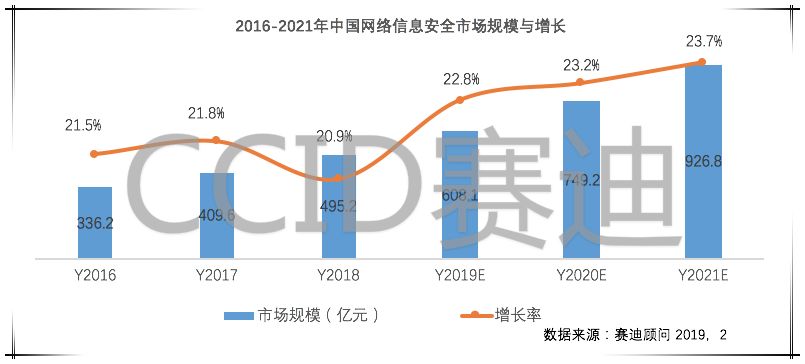 2016-2021年中国网络信息安全市场规模与增长
21.5%
21.8%
20.9%
22.8%
23.2%
23.7%
336.2
409.6
495.2
608.1
749.2
926.8
CCID赛迪
Y2016
Y2017
Y2018
Y2019E
Y2020E
Y2021E
市场规模（亿元）
增长率
数据来源：赛迪顾问 2019，2